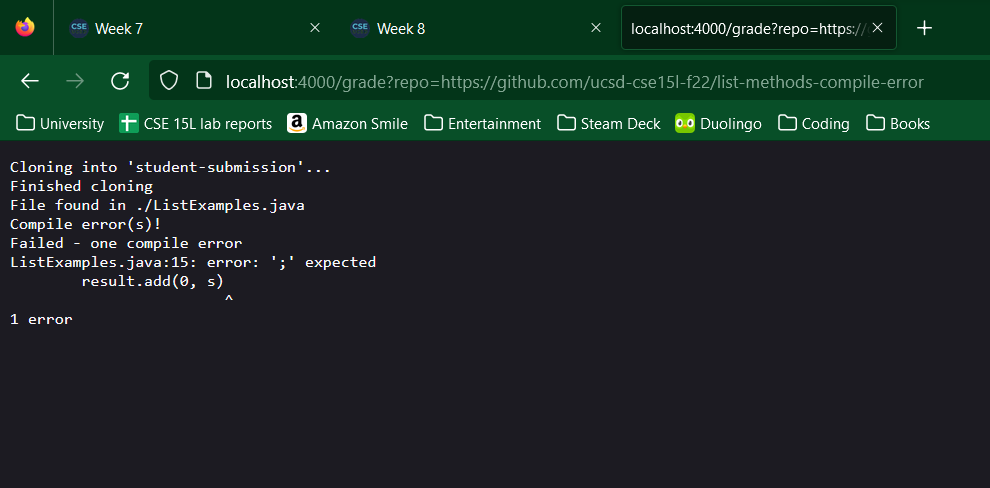 CSE Week 7
CSE Week 8
localhost:4000/grade?repo=https://
localhost:4000/grade?repo=https://github.com/ucsd-cse15l-f22/list-methods-compile-error
University CSE 15L lab reports a Amazon Smile Entertainment Steam Deck Duolingo Coding Books
Cloning into 'student-submission'...
Finished cloning
File found in ./ListExamples.java
Compile error(s)!
Failed - one compile error
ListExamples.java:15: error: ';' expected
        result.add(0, s)
                        ^
1 error